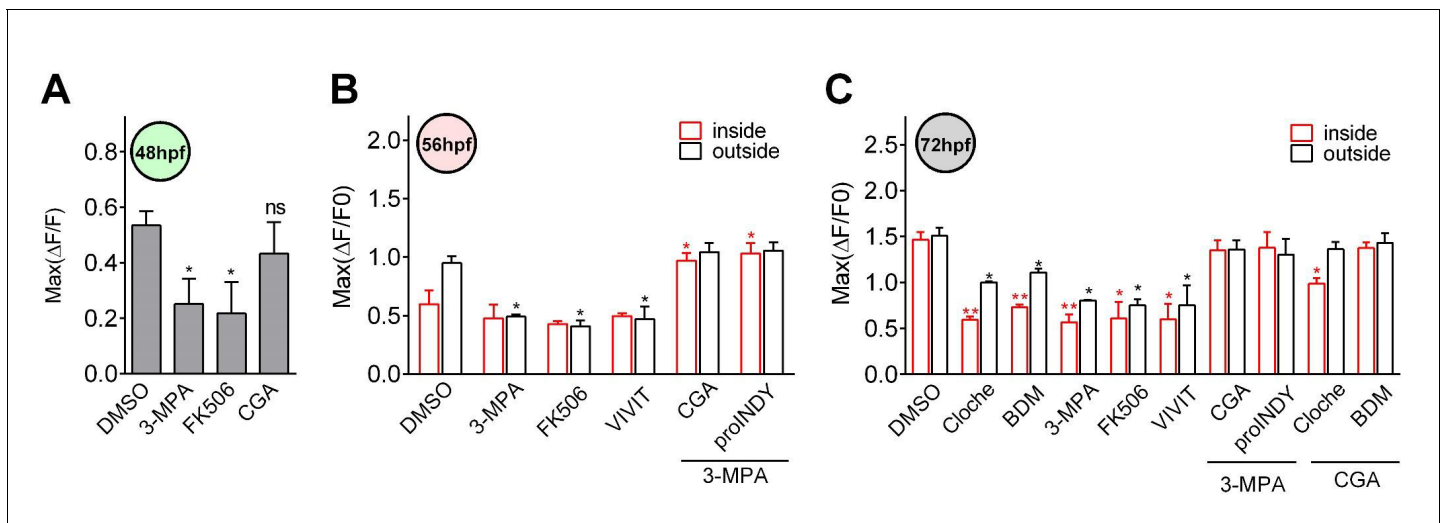 A
48hpf
Max(ΔF/F)
0.8
0.6
0.4
0.2
0.0
*
*
ns
DMSO
3-MPA
FK506
CGA
B
56hpf
inside
outside
Max(ΔF/F0)
2.0
1.5
1.0
0.5
0.0
*
*
*
*
*
DMSO
3-MPA
FK506
VIVIT
CGA
proINDY
3-MPA
C
72hpf
inside
outside
Max(ΔF/F0)
2.5
2.0
1.5
1.0
0.5
0.0
**
*
**
*
**
*
*
*
*
*
*
DMSO
Cloche
BDM
3-MPA
FK506
VIVIT
CGA
proINDY
Cloche
BDM
3-MPA
CGA